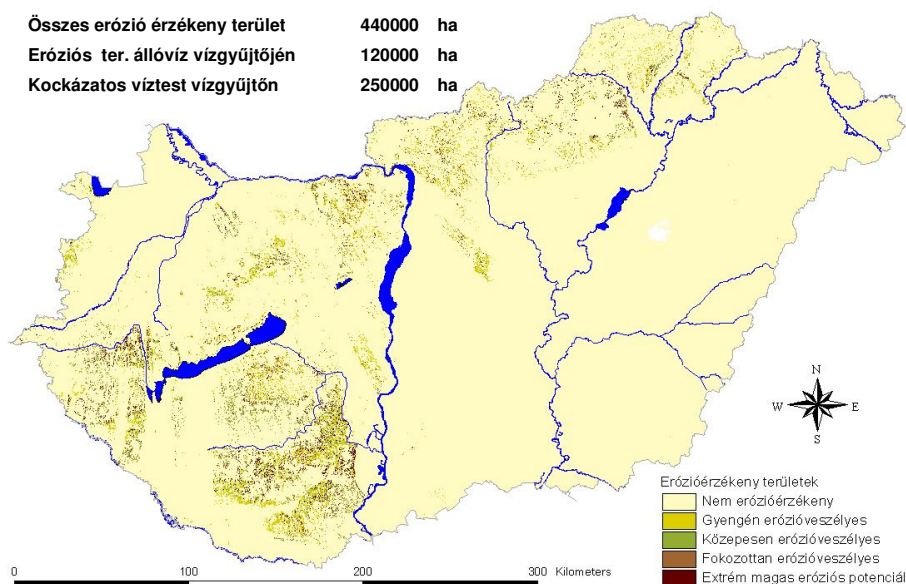 Összes erózió érzékeny terület 440000 ha
Eróziós ter. állóvíz vízgyűjtőjén 120000 ha
Kockázatos víztest vízgyűjtőn 250000 ha
N
W E
S
Erózióérzékeny területek
Nem erózióérzékeny
Gyengén erózióveszélyes
Közepesen erózióveszélyes
Fokozottan erózióveszélyes
Extrém magas eróziós potenciál
0 100 200 300 Kilometers